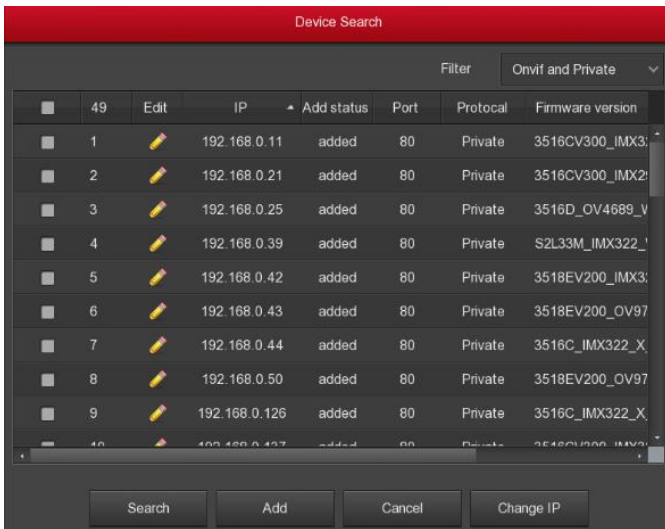 Device Search
Filter Onvif and Private
49 Edit IP Add status Port Protocal Firmware version
1 192.168.0.11 added 80 Private 3516CV300_IMX3
2 192.168.0.21 added 80 Private 3516CV300_IMX29
3 192.168.0.25 added 80 Private 3516D_OV4689_
4 192.168.0.39 added 80 Private S2L33M_IMX322_
5 192.168.0.42 added 80 Private 3518EV200_IMX3
6 192.168.0.43 added 80 Private 3518EV200_OV97
7 192.168.0.44 added 80 Private 3516C_IMX322_X_
8 192.168.0.50 added 80 Private 3518EV200_OV97
9 192.168.0.126 added 80 Private 3516C_IMX322_X_
Search Add Cancel Change IP